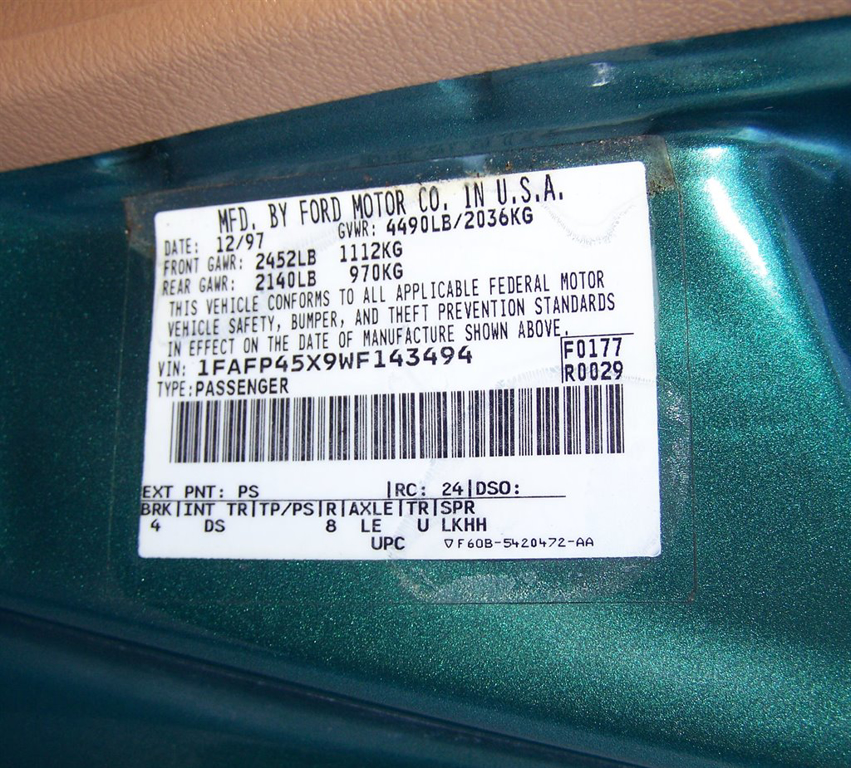 MFD. BY FORD MOTOR CO. IN U.S.A.
DATE: 12/97 GVWR: 4490LB/2036KG
FRONT GAWR: 2452LB 1112KG
REAR GAWR: 2140LB 970KG
THIS VEHICLE CONFORMS TO ALL APPLICABLE FEDERAL MOTOR
VEHICLE SAFETY, BUMPER, AND THEFT PREVENTION STANDARDS
IN EFFECT ON THE DATE OF MANUFACTURE SHOWN ABOVE.
VIN: 1FAFP45X9WF143494 F0177
TYPE: PASSENGER R0029
EXT PNT: PS |RC: 24|DSO:
BRK|INT TR|TP/PS|R|AXLE|TR|SPR
4 DS 8 LE U LKHH
UPC ▽F60B-5420472-AA